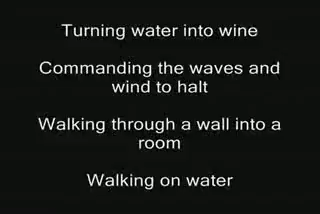 Turning water into wine
Commanding the waves and
wind to halt
Walking through a wall into a
room
Walking on water